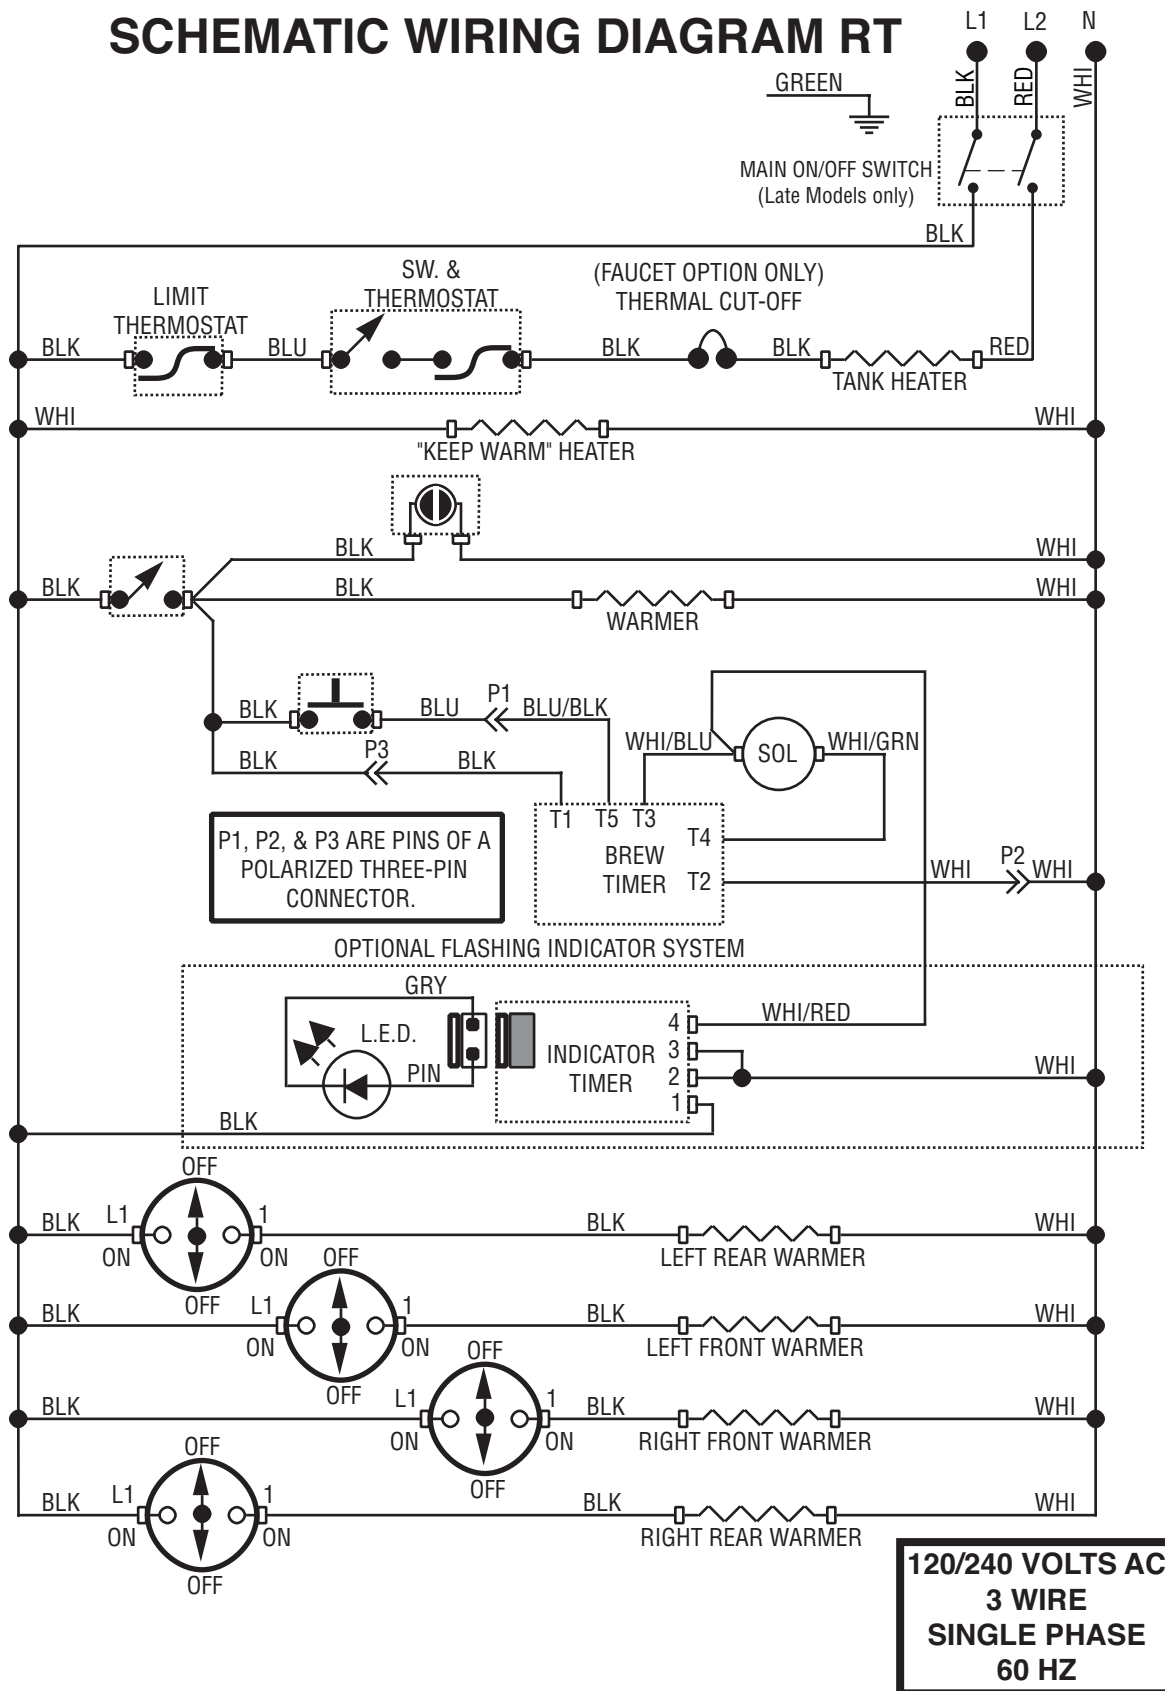 SCHEMATIC WIRING DIAGRAM RT
L1 L2 N
GREEN
BLK RED WHI
MAIN ON/OFF SWITCH
(Late Models only)
BLK
LIMIT
THERMOSTAT
SW. &
THERMOSTAT
(FAUCET OPTION ONLY)
THERMAL CUT-OFF
BLK BLU BLK BLK RED
TANK HEATER
WHI WHI
"KEEP WARM" HEATER
BLK WHI
BLK BLK WHI
WARMER
BLK BLU P1 BLU/BLK
P3
BLK BLK
WHI/BLU SOL WHI/GRN
T1 T5 T3
T4
BREW
TIMER
T2
WHI P2 WHI
P1, P2, & P3 ARE PINS OF A
POLARIZED THREE-PIN
CONNECTOR.
OPTIONAL FLASHING INDICATOR SYSTEM
GRY
L.E.D.
PIN
INDICATOR
TIMER
4 WHI/RED
3
2 WHI
1
BLK
OFF
BLK L1 1 BLK WHI
ON ON
LEFT REAR WARMER
OFF
OFF
BLK L1 1 BLK WHI
ON ON
LEFT FRONT WARMER
OFF
OFF
BLK L1 1 BLK WHI
ON ON
RIGHT FRONT WARMER
OFF
OFF
BLK L1 1 BLK WHI
ON ON
RIGHT REAR WARMER
OFF
120/240 VOLTS AC
3 WIRE
SINGLE PHASE
60 HZ